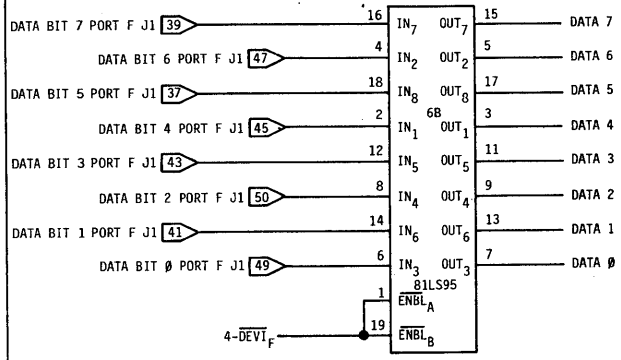 DATA BIT 7 PORT F J1 39 16 IN7 OUT7 15 DATA 7
DATA BIT 6 PORT F J1 47 4 IN2 OUT2 5 DATA 6
DATA BIT 5 PORT F J1 37 18 IN8 OUT8 17 DATA 5
6B
DATA BIT 4 PORT F J1 45 2 IN1 OUT1 3 DATA 4
DATA BIT 3 PORT F J1 43 12 IN5 OUT5 11 DATA 3
DATA BIT 2 PORT F J1 50 8 IN4 OUT4 9 DATA 2
DATA BIT 1 PORT F J1 41 14 IN6 OUT6 13 DATA 1
DATA BIT Ø PORT F J1 49 6 IN3 OUT3 7 DATA Ø
81LS95
1 ENBLA
4-DEVIF 19 ENBLB